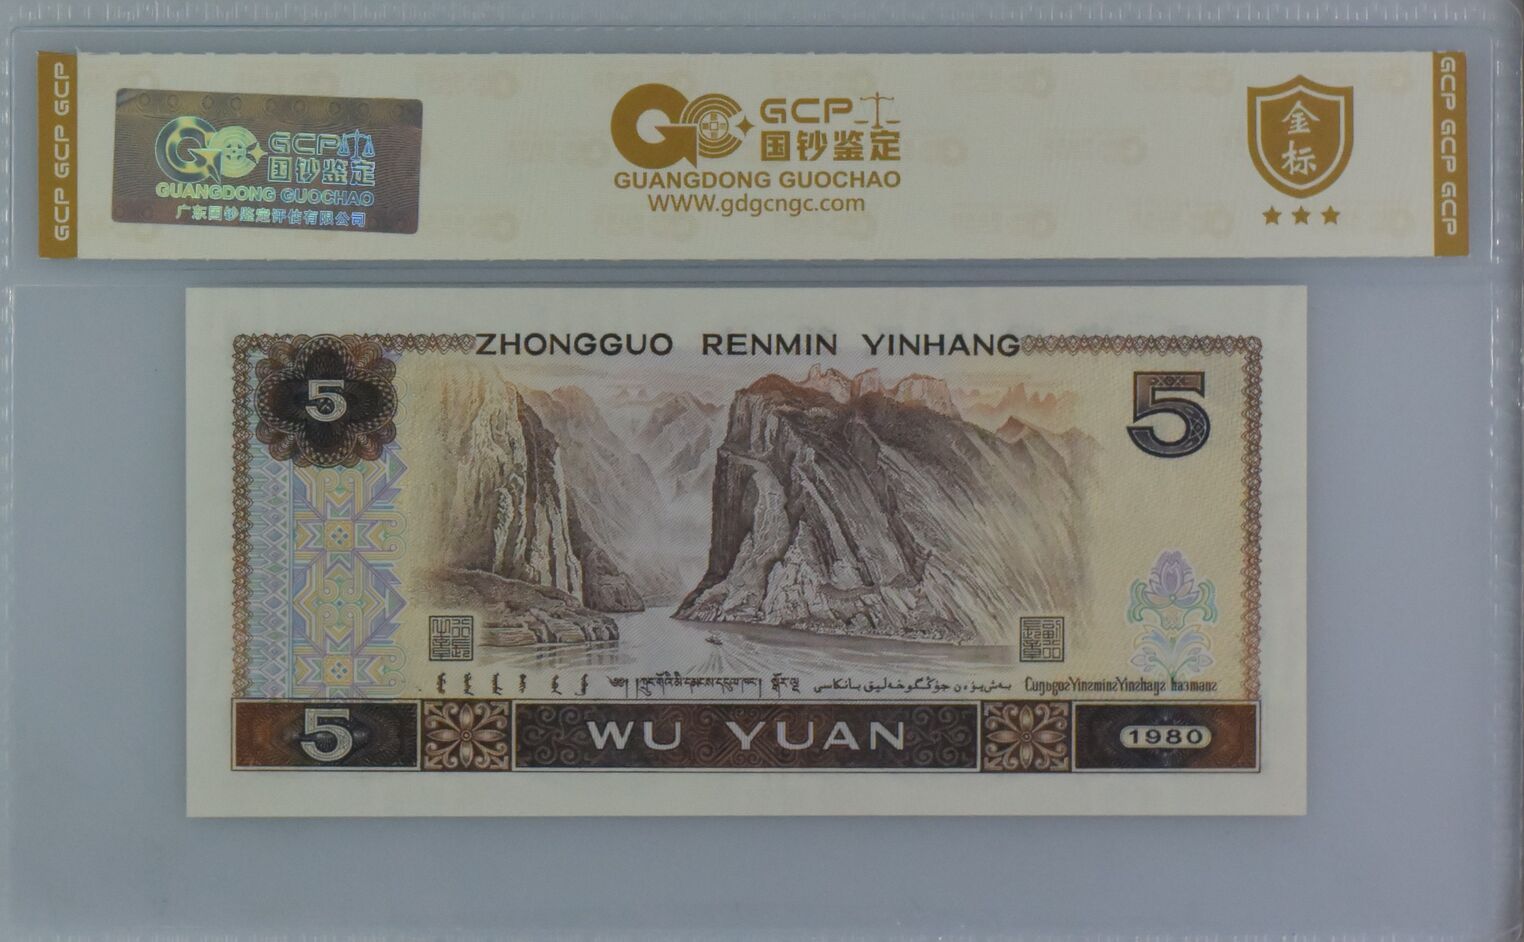 GCP GCP GCP
GCP 国钞鉴定
GUANGDONG GUOCHAO
广东国钞鉴定评估有限公司
GCP
国钞鉴定
GUANGDONG GUOCHAO
WWW.gdgcngc.com
金标
GCP GCP GCP
ZHONGGUO RENMIN YINHANG
5
5
5
WU YUAN
1980